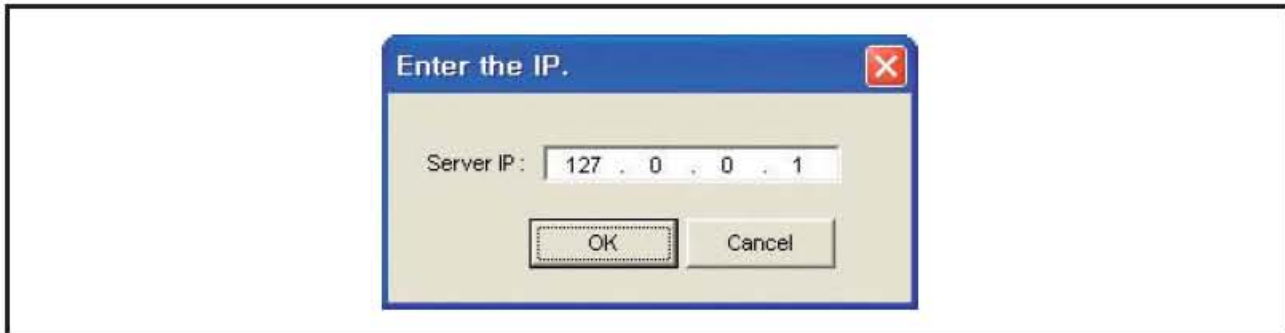 Enter the IP.
Server IP : 127 . 0 . 0 . 1
OK Cancel